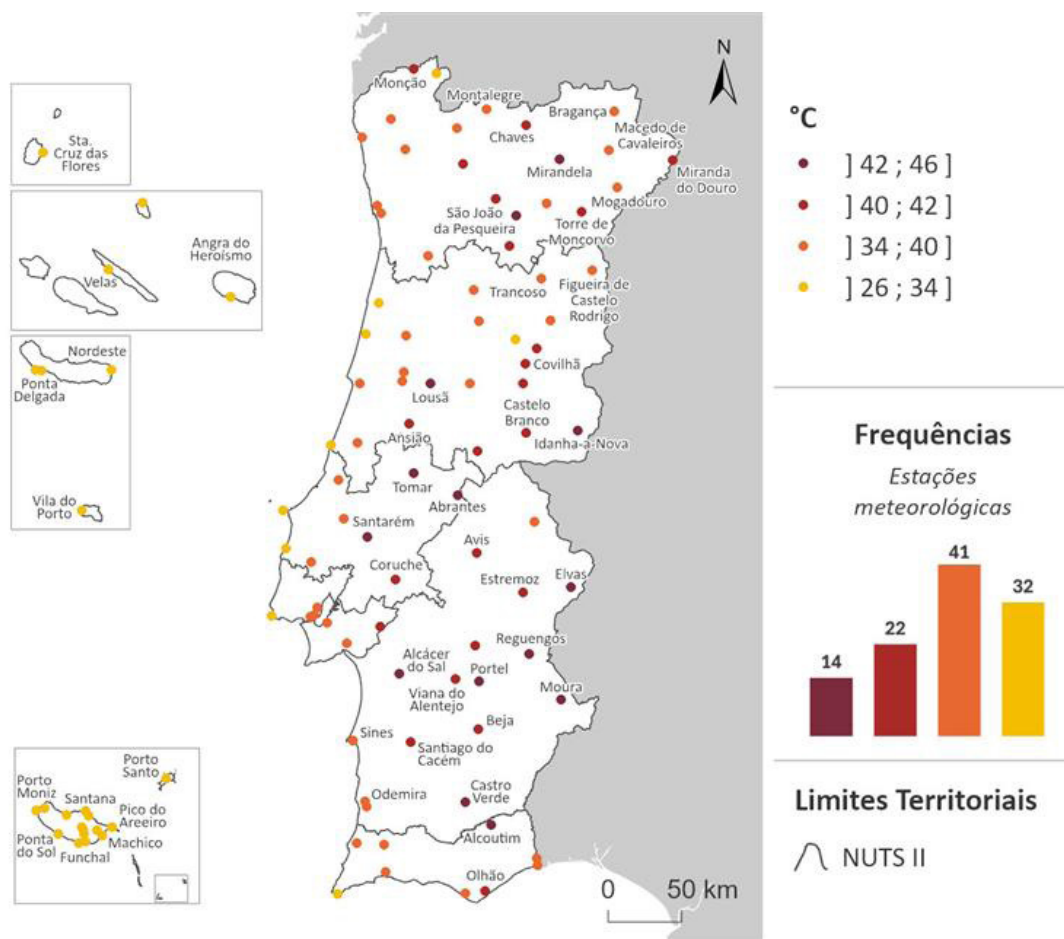 N
Monção
Montalegre
Bragança
Chaves
Macedo de
Cavaleiros
Mirandela
Miranda
do Douro
Mogadouro
São João
da Pesqueira
Torre de
Moncorvo
Trancoso
Figueira de
Castelo
Rodrigo
Covilhã
Lousã
Castelo
Branco
Ansião
Idanha-a-Nova
Tomar
Abrantes
Santarém
Avis
Coruche
Estremoz
Elvas
Reguengos
Alcácer
do Sal
Portel
Viana do
Alentejo
Moura
Beja
Sines
Santiago do
Cacém
Odemira
Castro
Verde
Alcoutim
Olhão
0 50 km
Sta.
Cruz das
Flores
Angra do
Heroísmo
Velas
Nordeste
Ponta
Delgada
Vila do
Porto
Porto
Santo
Porto
Moniz
Santana
Pico do
Areeiro
Ponta
do Sol
Machico
Funchal
°C
] 42 ; 46 ]
] 40 ; 42 ]
] 34 ; 40 ]
] 26 ; 34 ]
Frequências
Estações
meteorológicas
14
22
41
32
Limites Territoriais
NUTS II